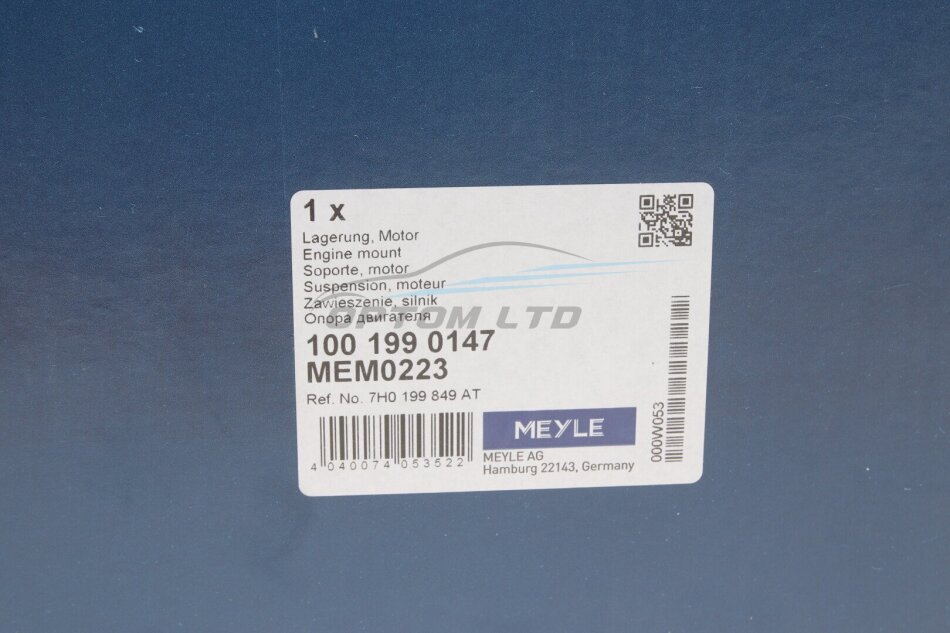 1 x
Lagerung, Motor
Engine mount
Soporte, motor
Suspension, moteur
Zawieszenie, silnik
Опора двигателя
OPTOM LTD
100 199 0147
MEM0223
Ref. No. 7H0 199 849 AT
4 040074 053522
MEYLE
MEYLE AG
Hamburg 22143, Germany
000W053